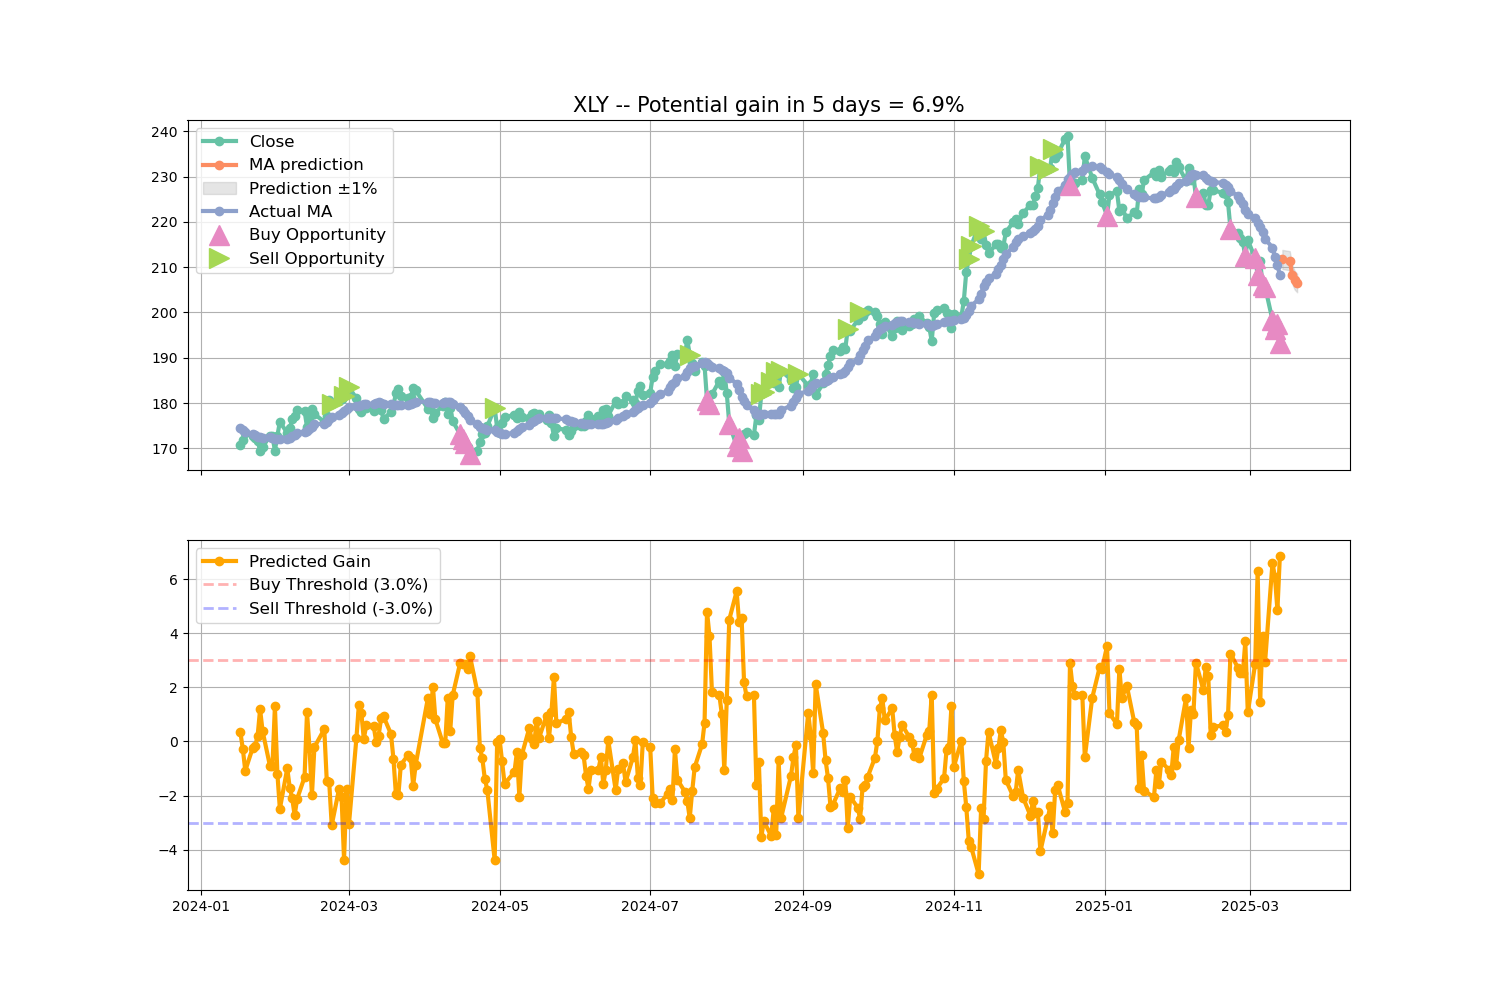 XLY -- Potential gain in 5 days = 6.9%
240
230
220
210
200
190
180
170
Close
MA prediction
Prediction ±1%
Actual MA
Buy Opportunity
Sell Opportunity
6
4
2
0
−2
−4
Predicted Gain
Buy Threshold (3.0%)
Sell Threshold (-3.0%)
2024-01
2024-03
2024-05
2024-07
2024-09
2024-11
2025-01
2025-03